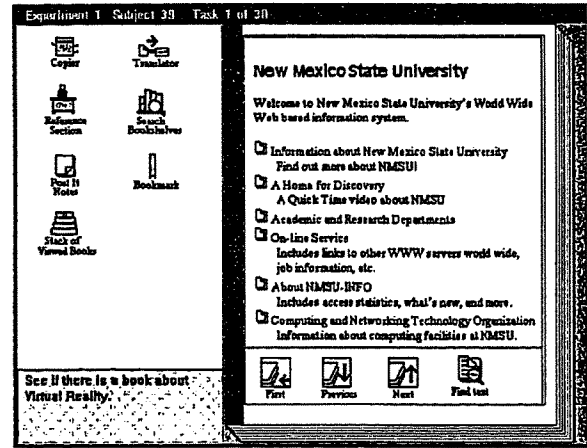 Experiment 1 Subject 39 Task 1 of 30
Copier
Translator
Reference
Section
Search
Bookshelves
Post It
Notes
Bookmark
Stack of
Viewed Books
See if there is a book about
Virtual Reality.
New Mexico State University
Welcome to New Mexico State University's World Wide
Web based information system.
Information about New Mexico State University
Find out more about NMSU!
A Home for Discovery
A Quick Time video about NMSU
Academic and Research Departments
On-line Service
Includes links to other WWW servers world wide,
job information, etc.
About NMSU-INFO
Includes access statistics, what's new, and more.
Computing and Networking Technology Organization
Information about computing facilities at NMSU.
First
Previous
Next
Find text